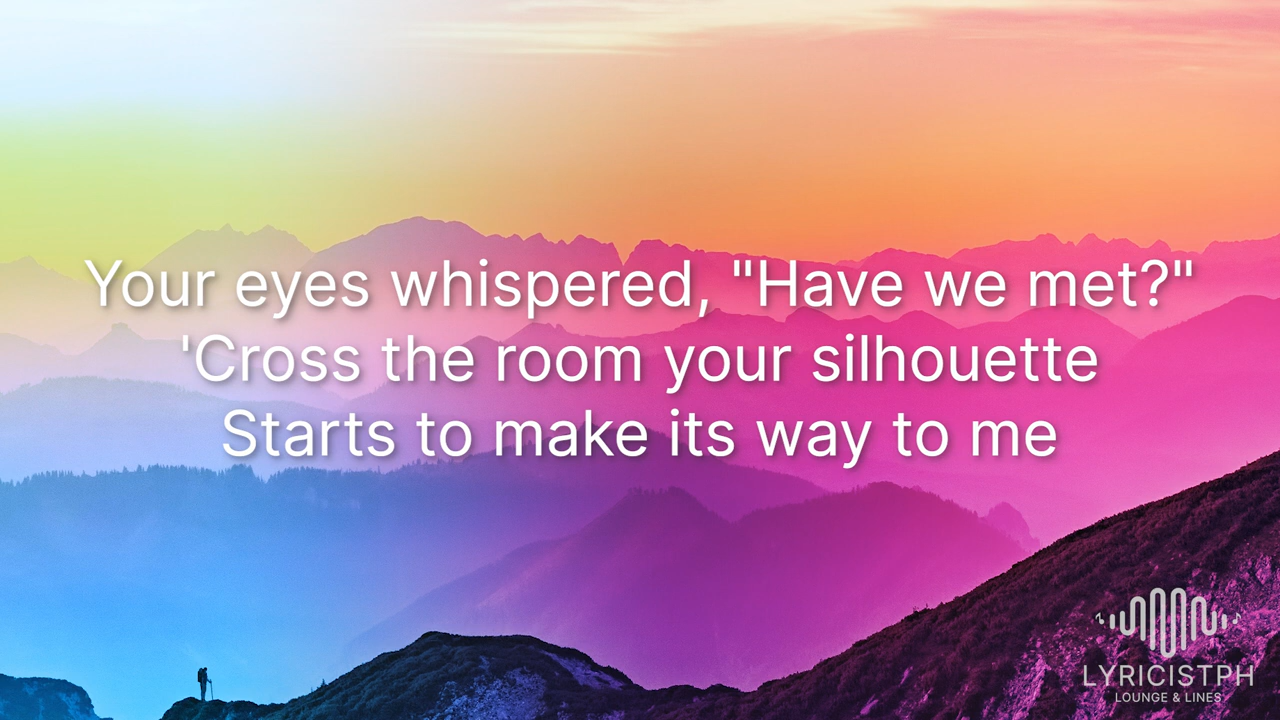 Your eyes whispered, "Have we met?"
'Cross the room your silhouette
Starts to make its way to me
LYRICISTPH
LOUNGE & LINES